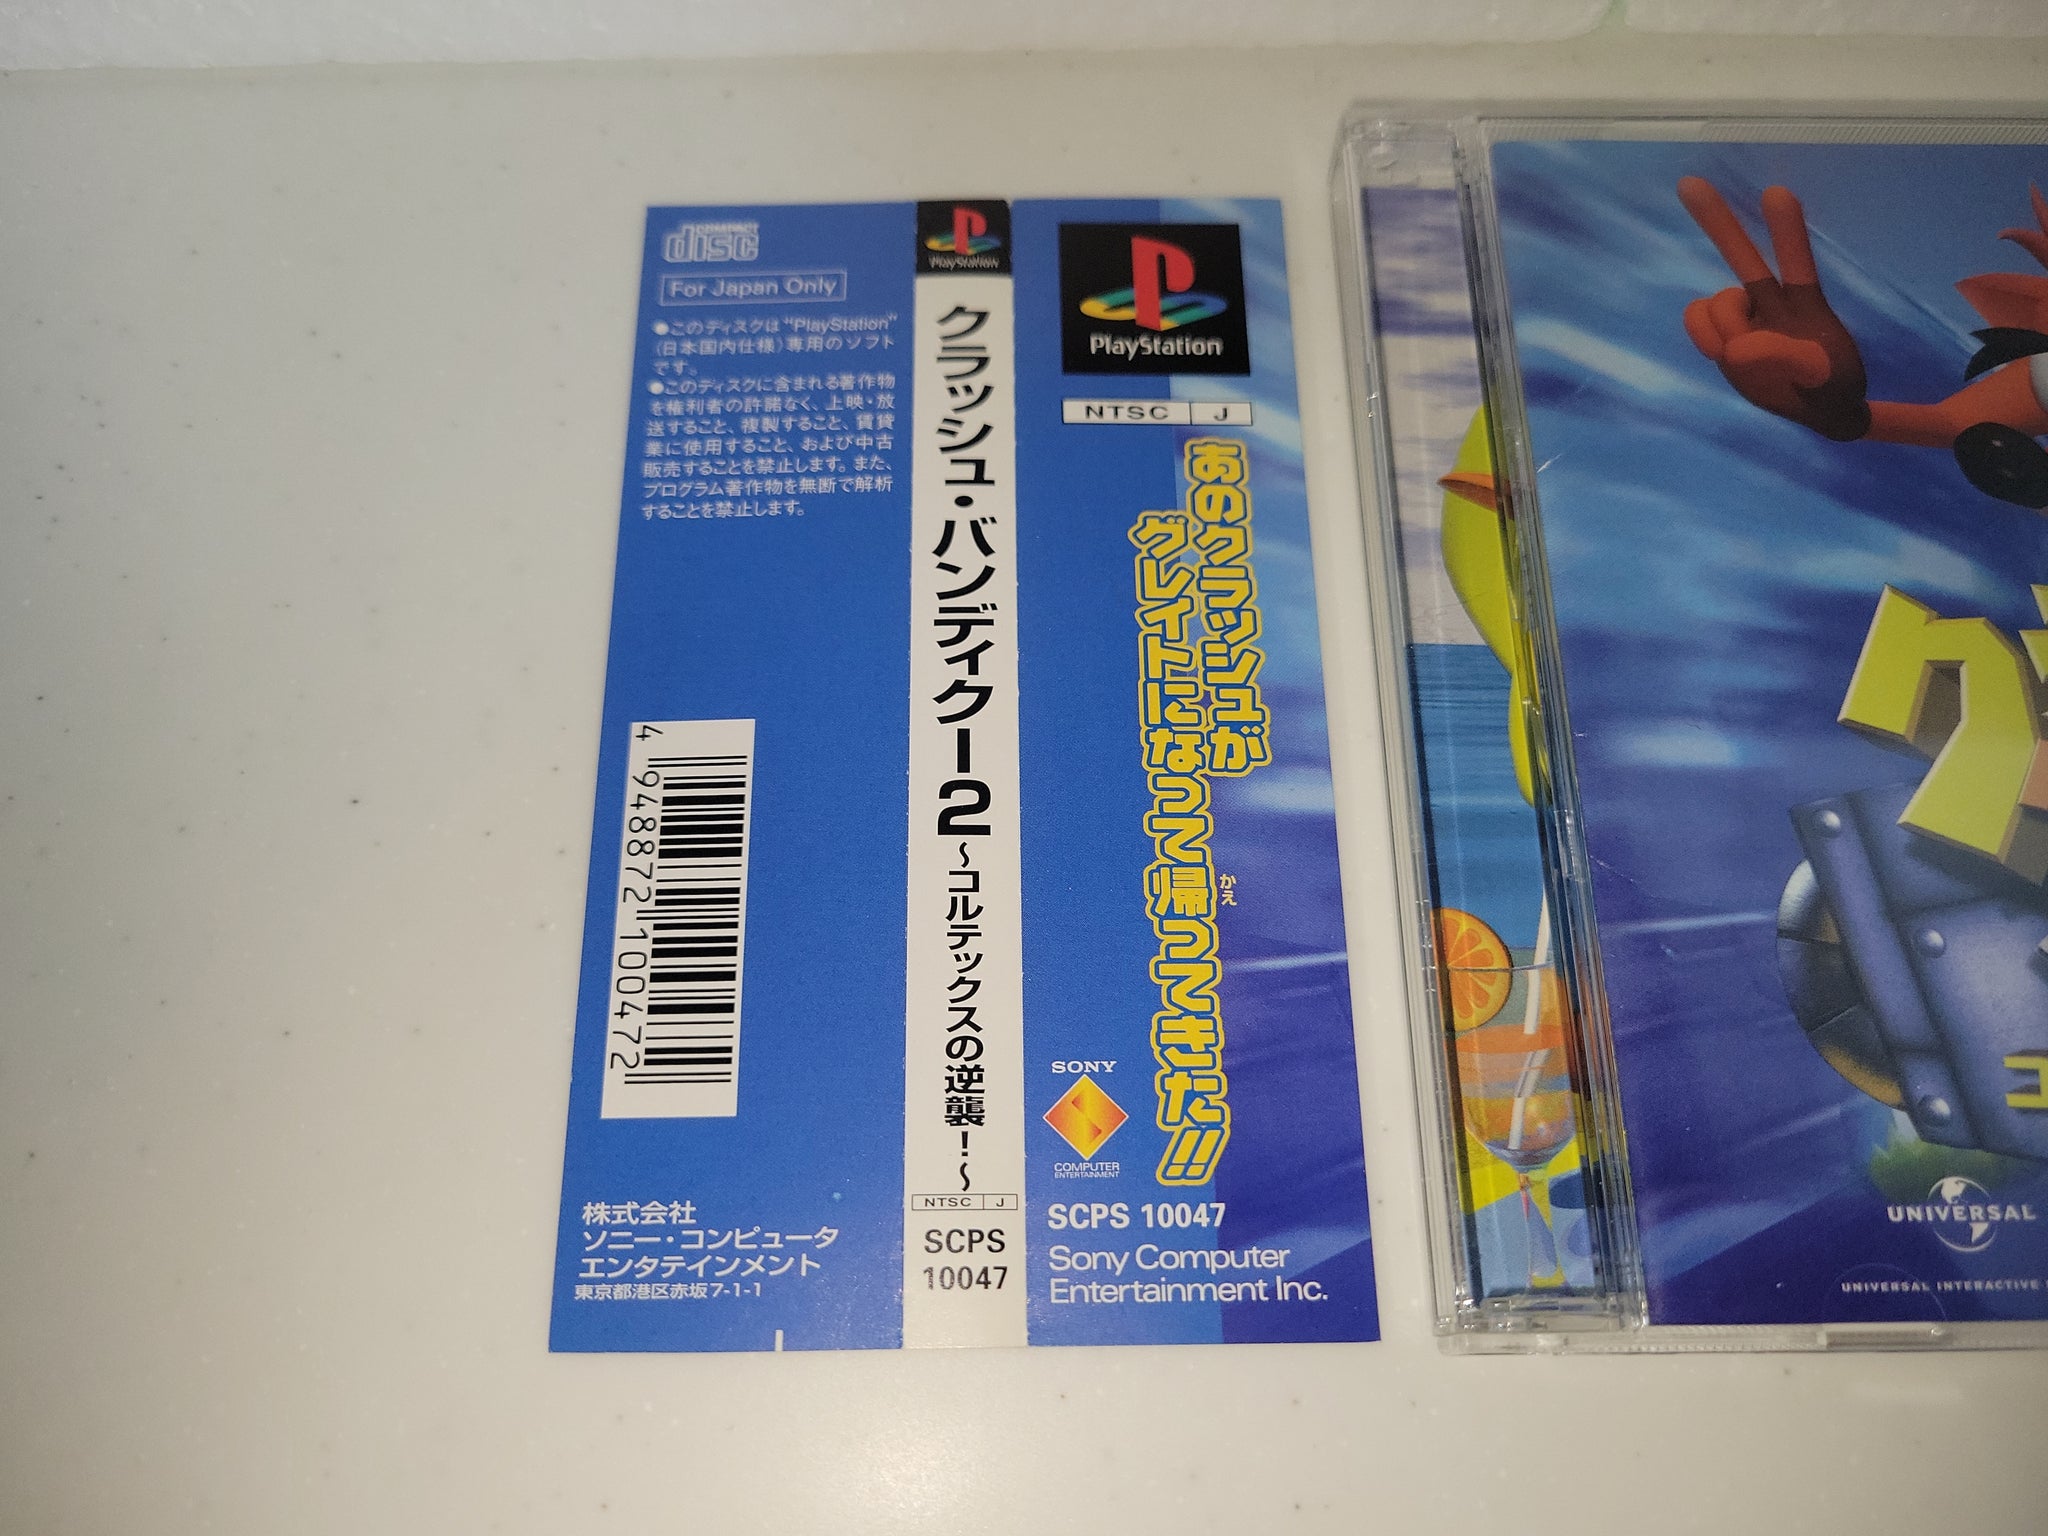 COMPACT
disc
For Japan Only
●このディスクは"PlayStation"
(日本国内仕様)専用のソフト
です。
●このディスクに含まれる著作物
を権利者の許諾なく、上映・放
送すること、複製すること、賃貸
業に使用すること、および中古
販売することを禁止します。また、
プログラム著作物を無断で解析
することを禁止します。
4 948872 100472
株式会社
ソニー・コンピュータ
エンタテインメント
東京都港区赤坂7-1-1
PlayStation
クラッシュ・バンディクー2 〜コルテックスの逆襲!〜
NTSC J
SCPS
10047
PlayStation
NTSC J
あのクラッシュが
グレイトになって帰ってきた!!
かえ
SONY
COMPUTER
ENTERTAINMENT
SCPS 10047
Sony Computer
Entertainment Inc.
コ
UNIVERSAL
UNIVERSAL INTERACTIVE